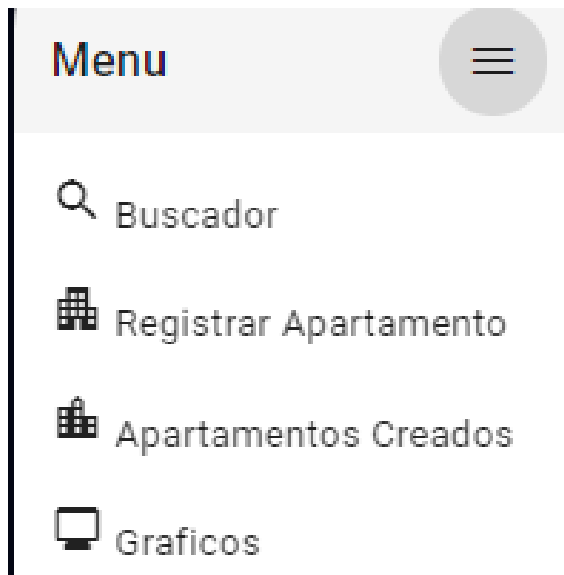 Menu
Buscador
Registrar Apartamento
Apartamentos Creados
Graficos